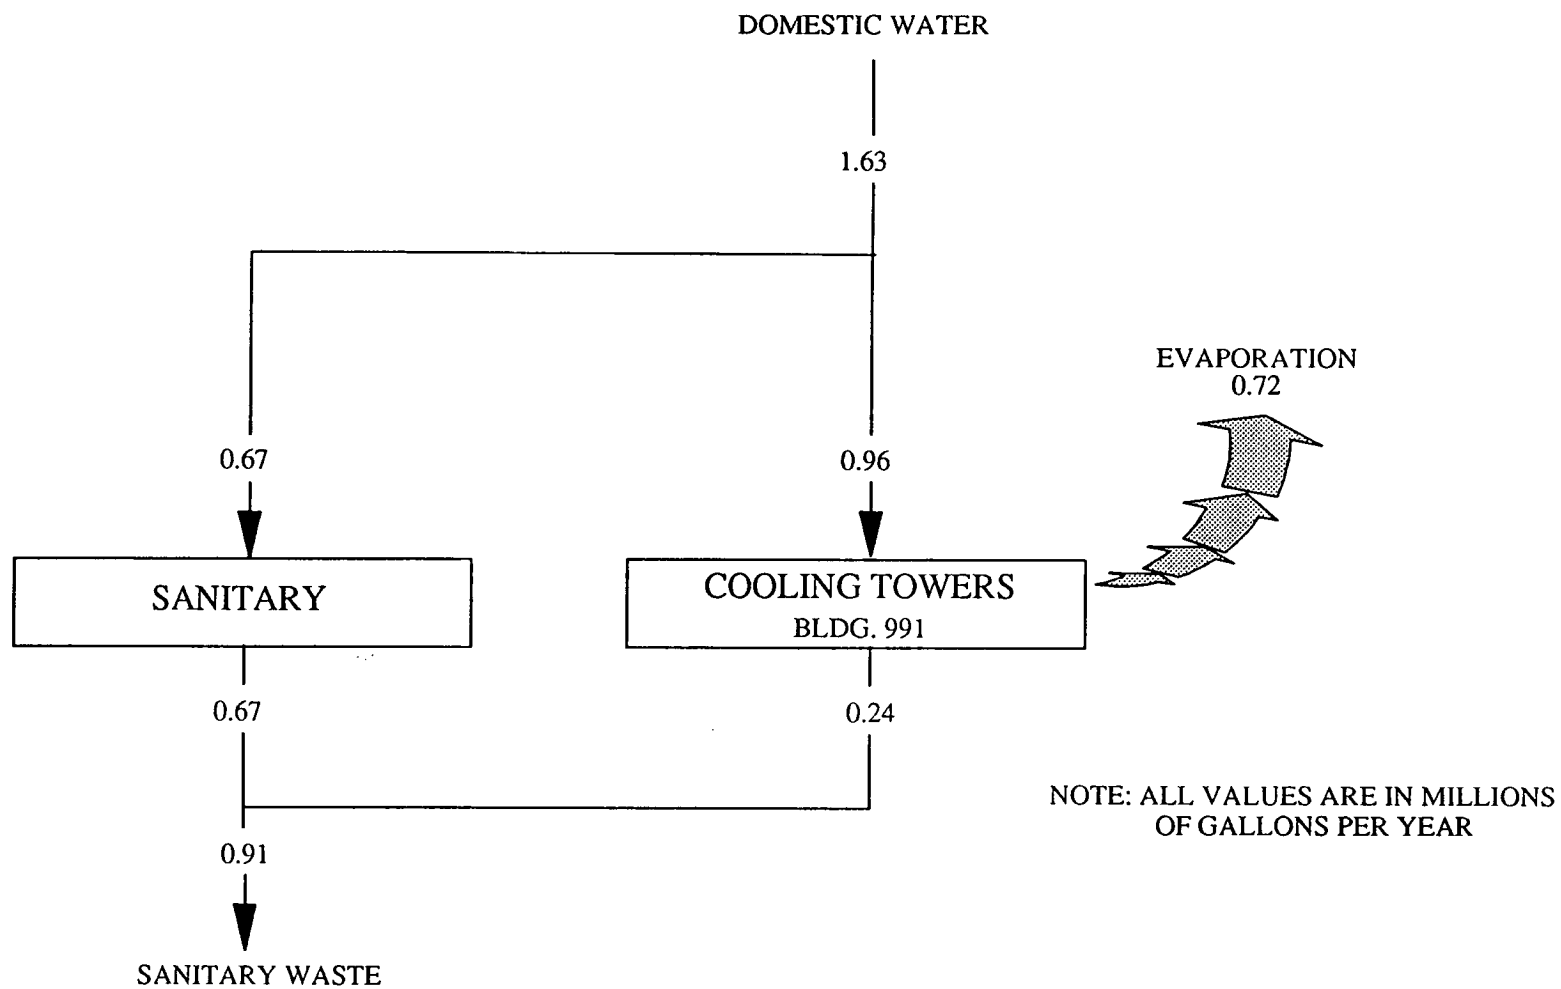 DOMESTIC WATER
1.63
EVAPORATION
0.72
0.67
0.96
SANITARY
COOLING TOWERS
BLDG. 991
0.67
0.24
NOTE: ALL VALUES ARE IN MILLIONS
OF GALLONS PER YEAR
0.91
SANITARY WASTE